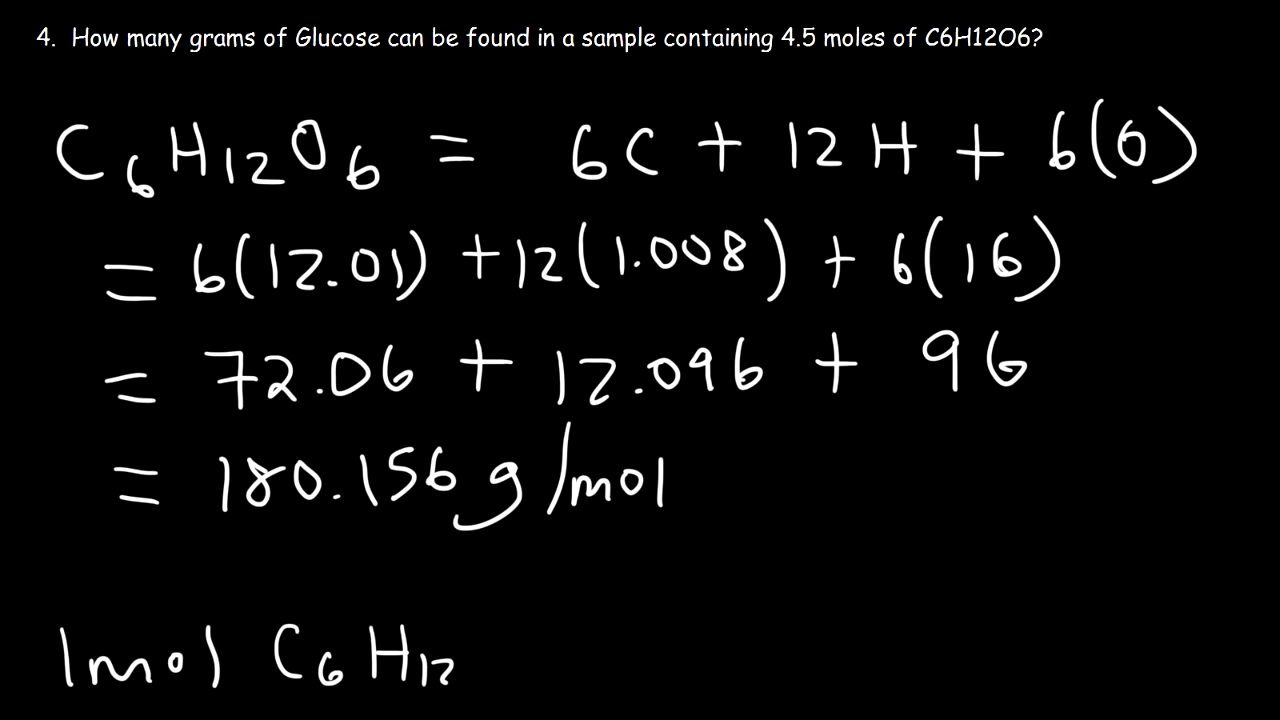 4. How many grams of Glucose can be found in a sample containing 4.5 moles of C6H12O6?
C₆H₁₂O₆ = 6C + 12H + 6(O)
= 6(12.01) + 12(1.008) + 6(16)
= 72.06 + 12.096 + 96
= 180.156 g/mol
1mol C₆H₁₂